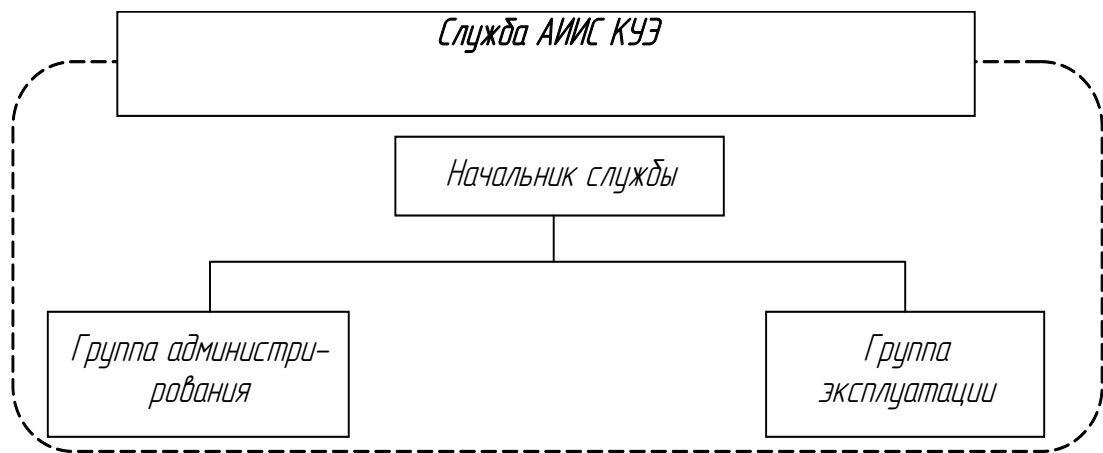 Служба АИИС КУЭ
Начальник службы
Группа администри-
рования
Группа
эксплуатации